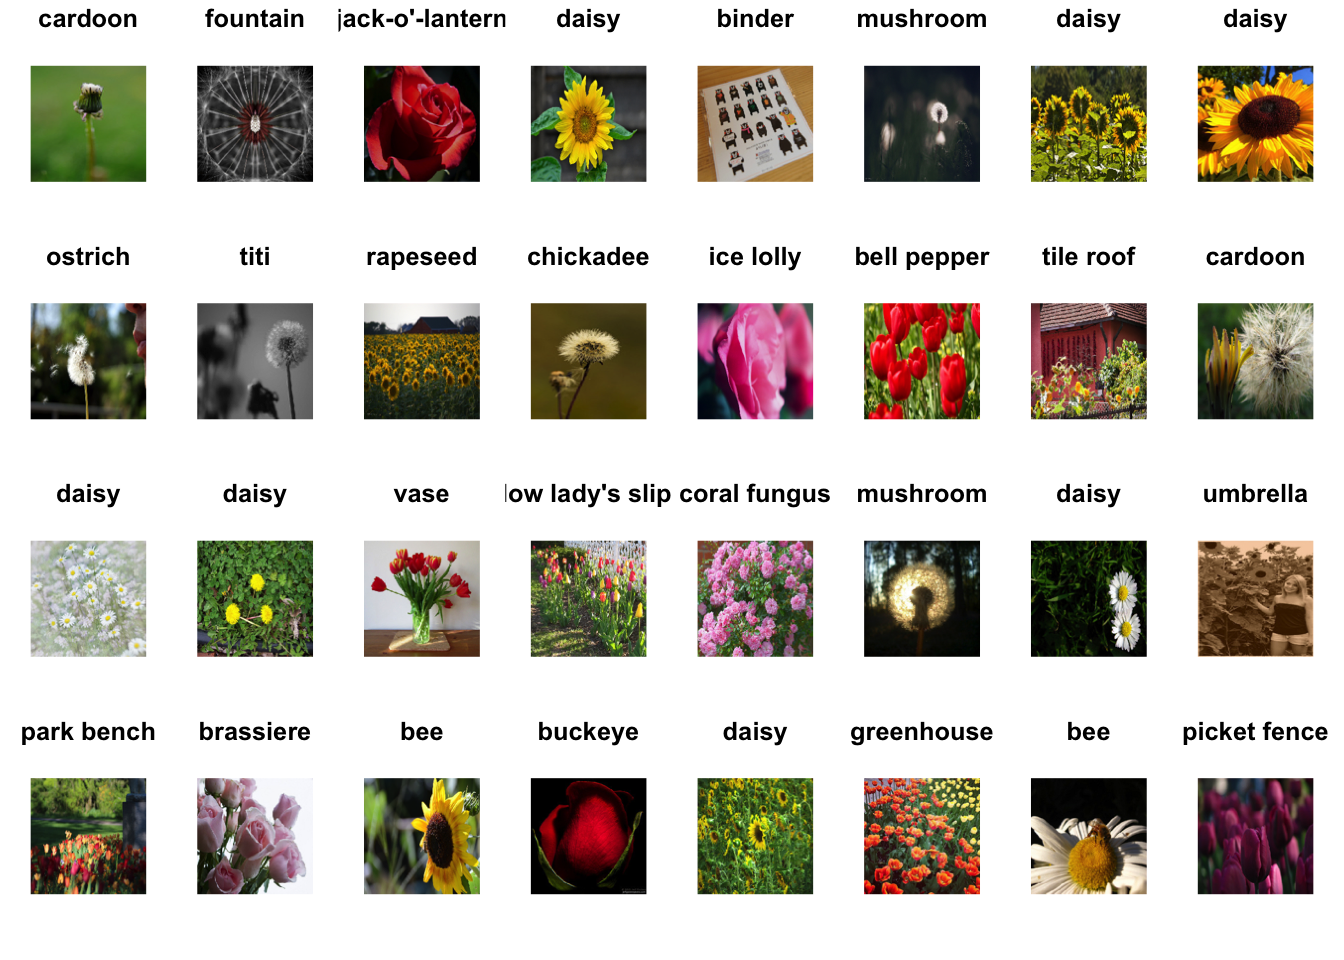 cardoon fountain jack-o'-lantern daisy binder mushroom daisy daisy
ostrich titi rapeseed chickadee ice lolly bell pepper tile roof cardoon
daisy daisy vase low lady's slip coral fungus mushroom daisy umbrella
park bench brassiere bee buckeye daisy greenhouse bee picket fence